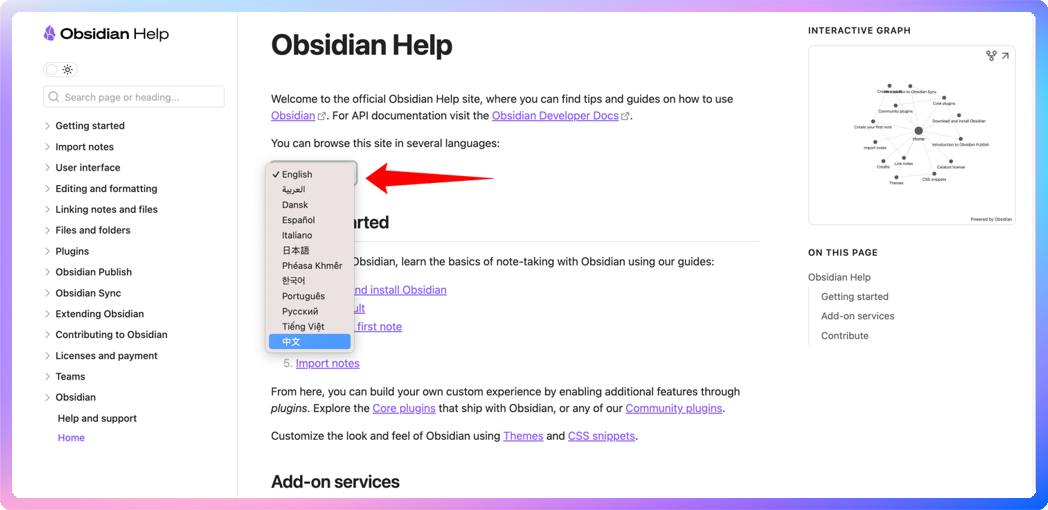 Obsidian Help
Search page or heading...
Getting started
Import notes
User interface
Editing and formatting
Linking notes and files
Files and folders
Plugins
Obsidian Publish
Obsidian Sync
Extending Obsidian
Contributing to Obsidian
Licenses and payment
Teams
Obsidian
Help and support
Home
Obsidian Help
Welcome to the official Obsidian Help site, where you can find tips and guides on how to use
Obsidian. For API documentation visit the Obsidian Developer Docs.
You can browse this site in several languages:
✓ English
العربية
Dansk
Español
Italiano
日本語
Phéasa Khmêr
한국어
Português
Русский
Tiếng Việt
中文
arted
Obsidian, learn the basics of note-taking with Obsidian using our guides:
nd install Obsidian
ult
first note
5. Import notes
From here, you can build your own custom experience by enabling additional features through
plugins. Explore the Core plugins that ship with Obsidian, or any of our Community plugins.
Customize the look and feel of Obsidian using Themes and CSS snippets.
Add-on services
INTERACTIVE GRAPH
Introduction to Obsidian Sync
Core plugins
Community plugins
Download and install Obsidian
Create your first note
Home
Introduction to Obsidian Publish
Import notes
Link notes
Credits
Catalyst license
Themes
CSS snippets
Powered by Obsidian
ON THIS PAGE
Obsidian Help
Getting started
Add-on services
Contribute